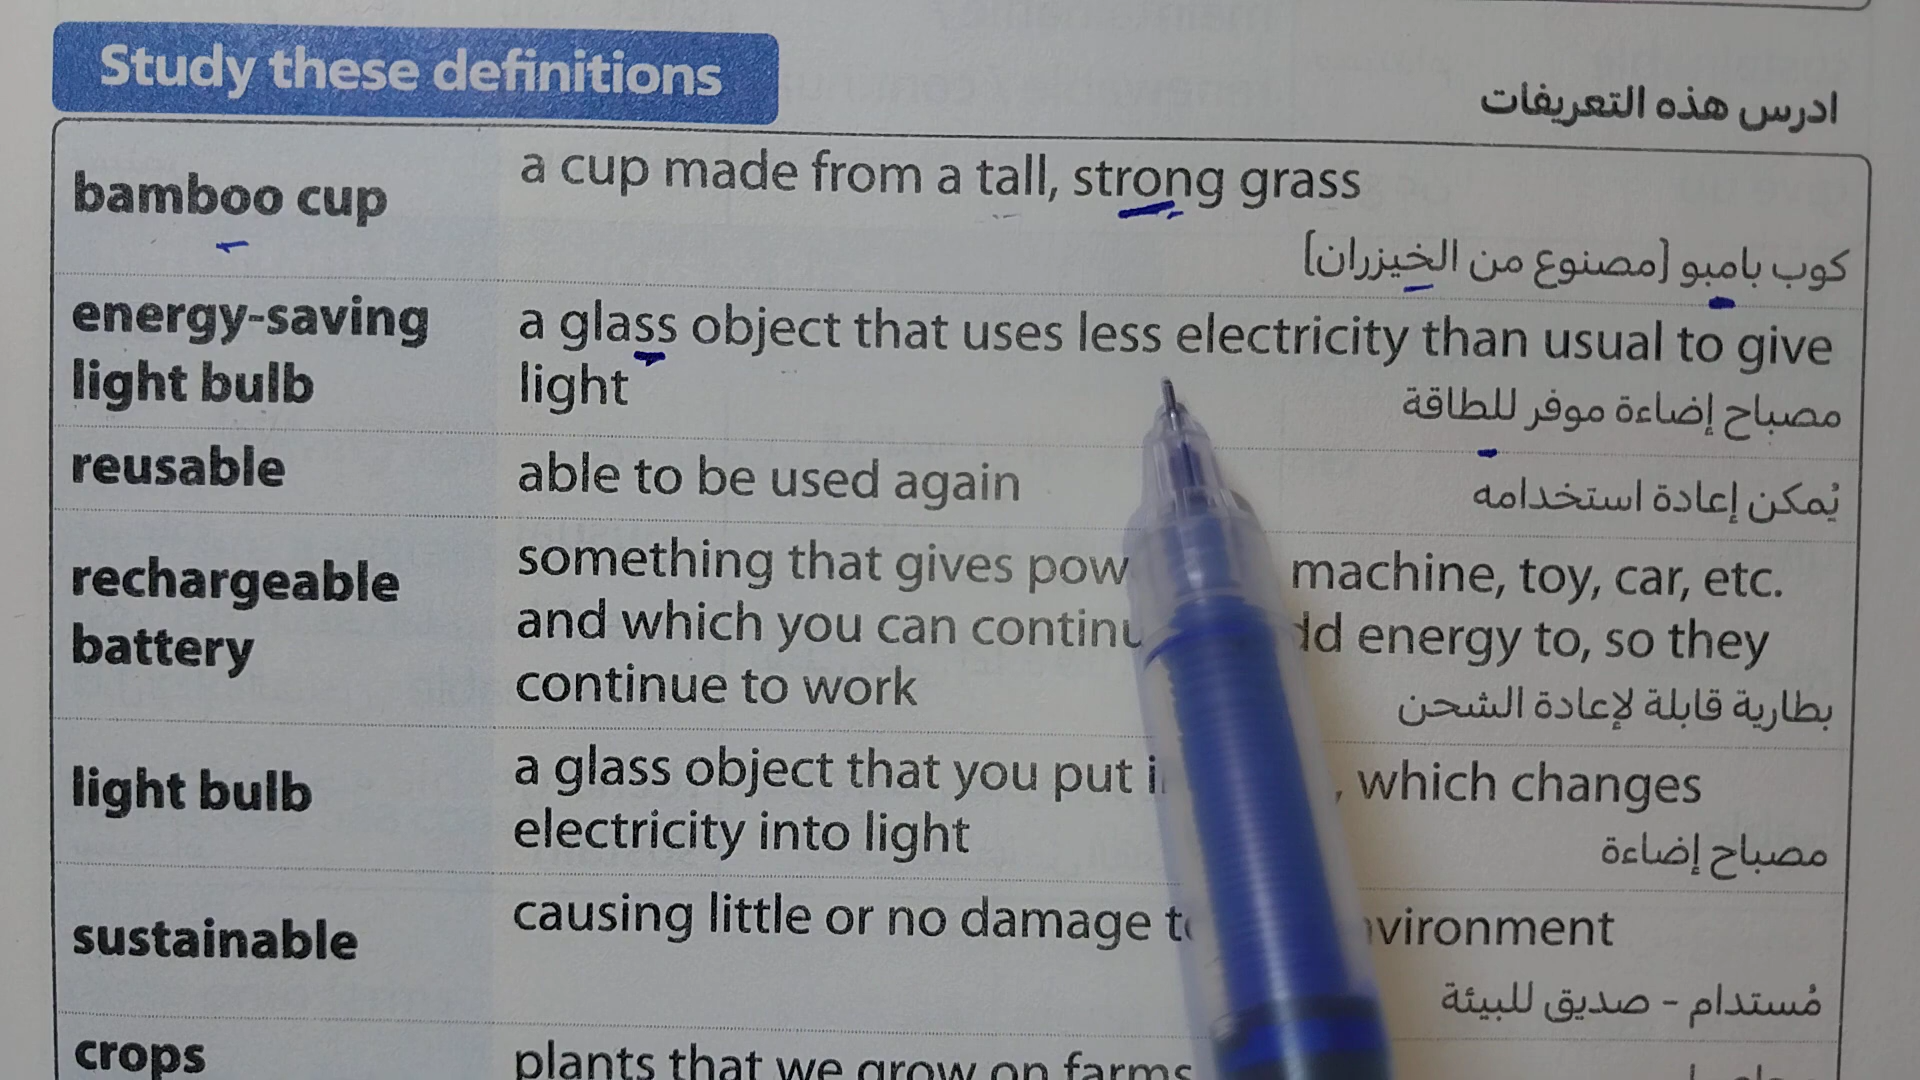 Study these definitions
ادرس هذه التعريفات
bamboo cup
a cup made from a tall, strong grass
كوب بامبو (مصنوع من الخيزران)
energy-saving
light bulb
a glass object that uses less electricity than usual to give
light
مصباح إضاءة موفر للطاقة
reusable
able to be used again
يُمكن إعادة استخدامه
rechargeable
battery
something that gives machine, toy, car, etc.
and which you can energy to, so they
continue to work
بطارية قابلة لإعادة الشحن
light bulb
a glass object that you put , which changes
electricity into light
مصباح إضاءة
sustainable
causing little or no damage
مُستدام - صديق للبيئة
crops
plants that we grow on farms